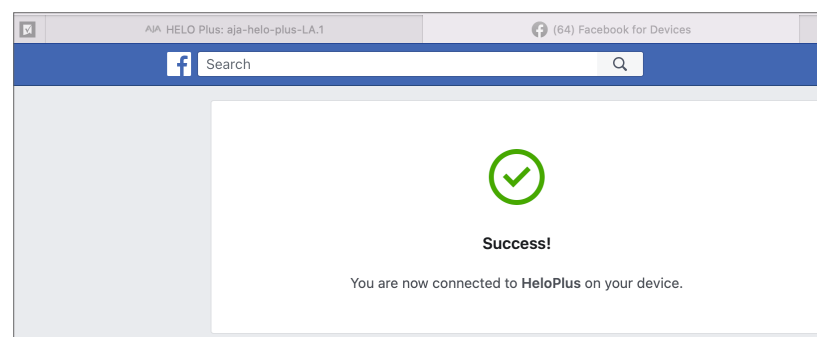 AJA HELO Plus: aja-helo-plus-LA.1
(64) Facebook for Devices
Search
Success!
You are now connected to HeloPlus on your device.